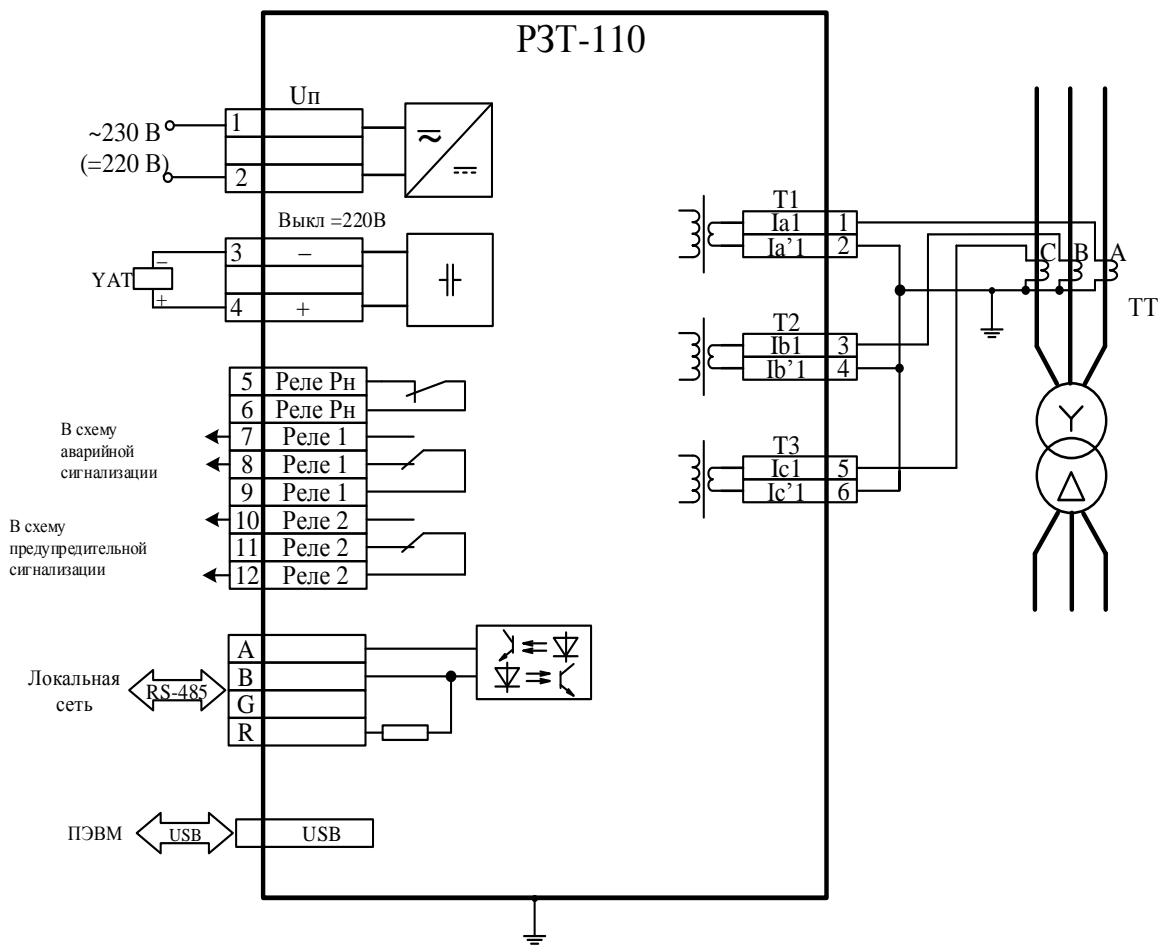 РЗТ-110
Uп
~230 В
(=220 В)
1
2
Выкл =220В
YAT
–
+
3 –
4 +
5 Реле Рн
6 Реле Рн
7 Реле 1
8 Реле 1
9 Реле 1
10 Реле 2
11 Реле 2
12 Реле 2
В схему
аварийной
сигнализации
В схему
предупредительной
сигнализации
Локальная
сеть
RS-485
A
B
G
R
ПЭВМ
USB
USB
T1
Ia1 1
Ia’1 2
T2
Ib1 3
Ib’1 4
T3
Ic1 5
Ic’1 6
C B A
ТТ